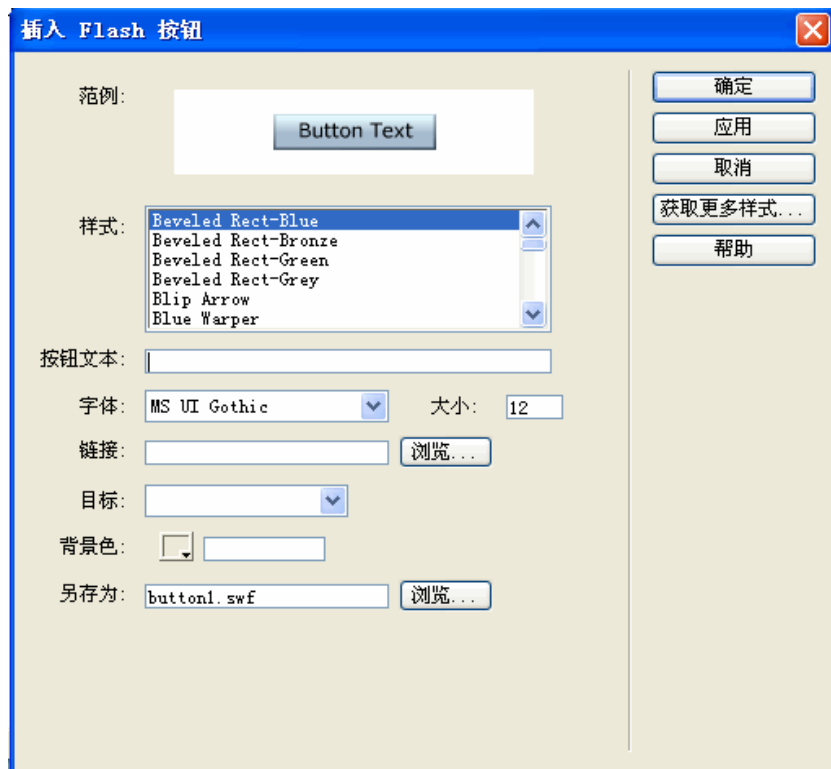 插入 Flash 按钮
范例:
Button Text
样式:
Beveled Rect-Blue
Beveled Rect-Bronze
Beveled Rect-Green
Beveled Rect-Grey
Blip Arrow
Blue Warper
按钮文本:
字体:
MS UI Gothic
大小:
12
链接:
浏览...
目标:
背景色:
另存为:
button1.swf
浏览...
确定
应用
取消
获取更多样式...
帮助